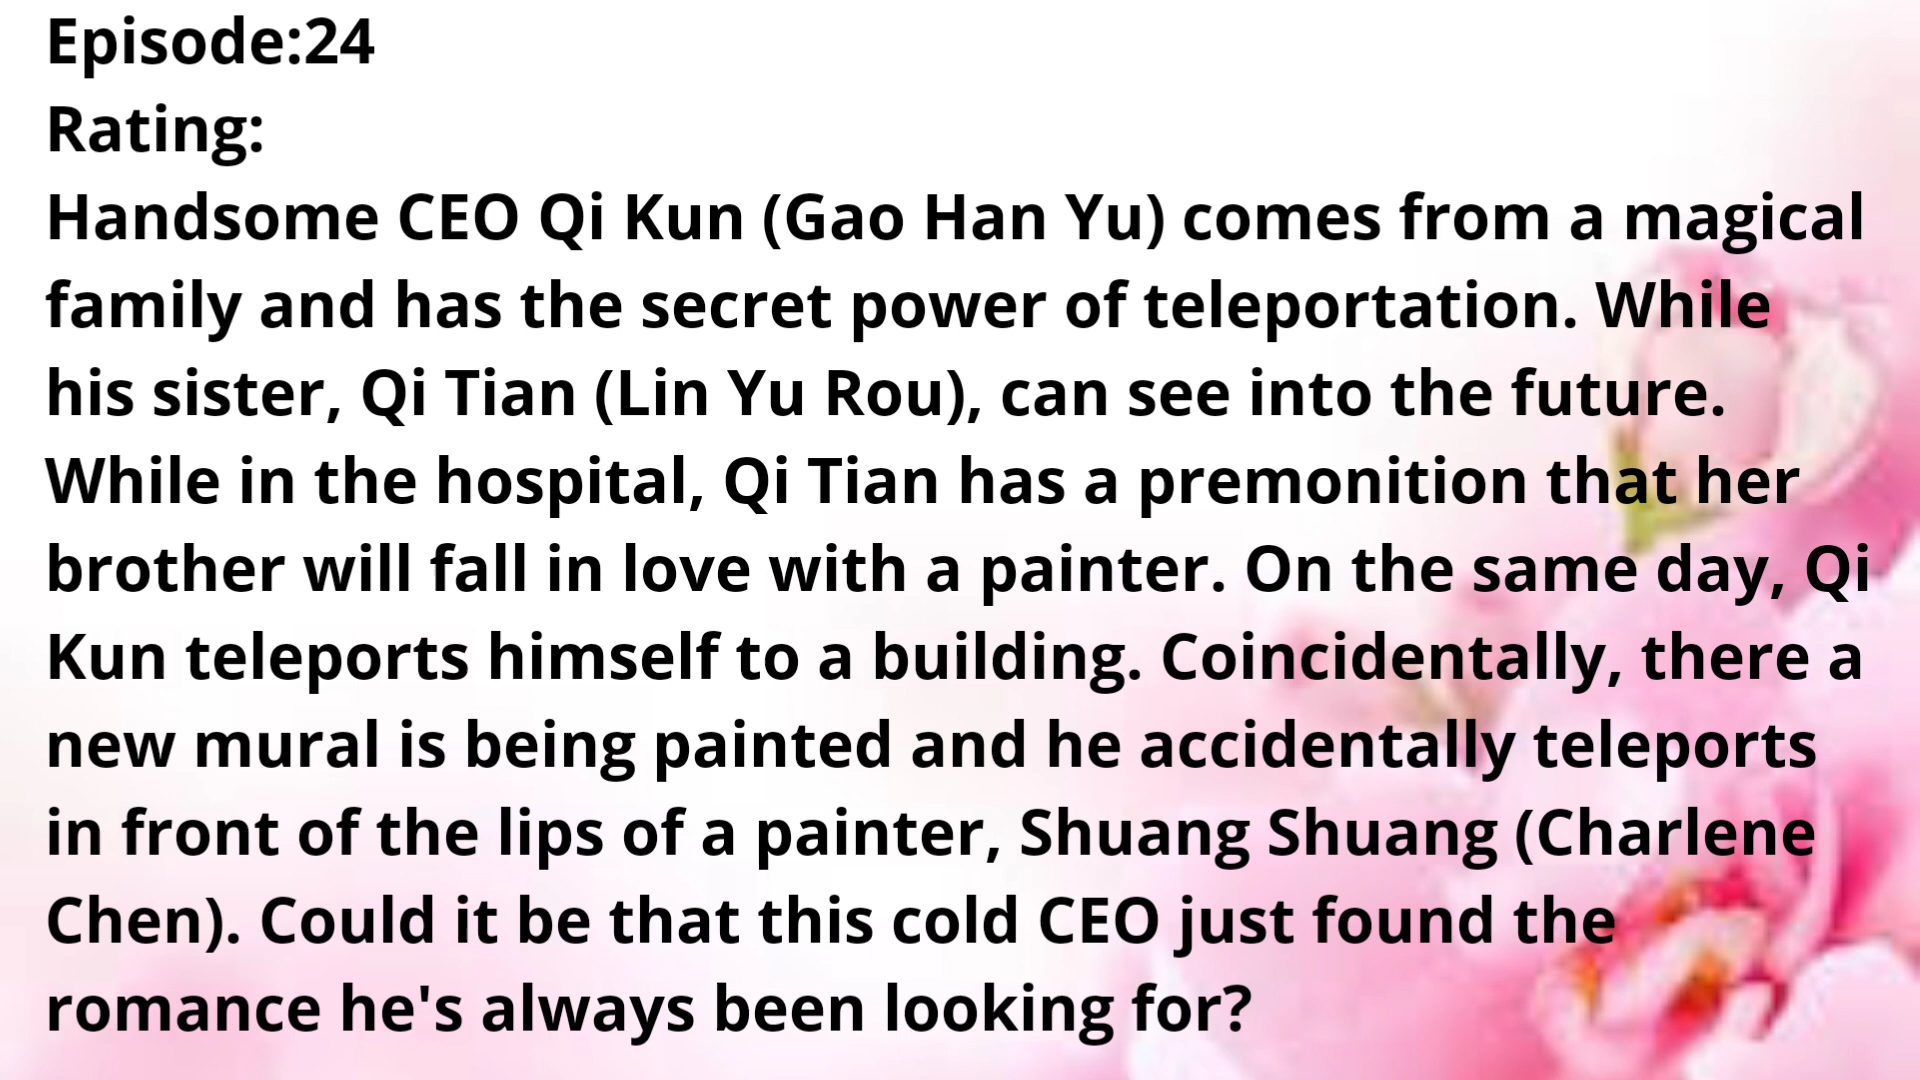 Episode:24
Rating:
Handsome CEO Qi Kun (Gao Han Yu) comes from a magical
family and has the secret power of teleportation. While
his sister, Qi Tian (Lin Yu Rou), can see into the future.
While in the hospital, Qi Tian has a premonition that her
brother will fall in love with a painter. On the same day, Qi
Kun teleports himself to a building. Coincidentally, there a
new mural is being painted and he accidentally teleports
in front of the lips of a painter, Shuang Shuang (Charlene
Chen). Could it be that this cold CEO just found the
romance he's always been looking for?